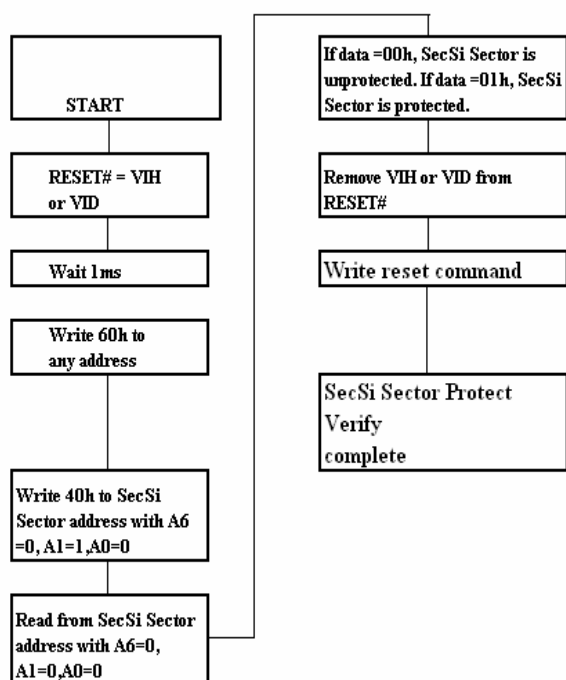 START
RESET# = VIH
or VID
Wait 1ms
Write 60h to
any address
Write 40h to SecSi
Sector address with A6
=0, A1=1,A0=0
Read from SecSi Sector
address with A6=0,
A1=0,A0=0
If data =00h, SecSi Sector is
unprotected. If data =01h, SecSi
Sector is protected.
Remove VIH or VID from
RESET#
Write reset command
SecSi Sector Protect
Verify
complete